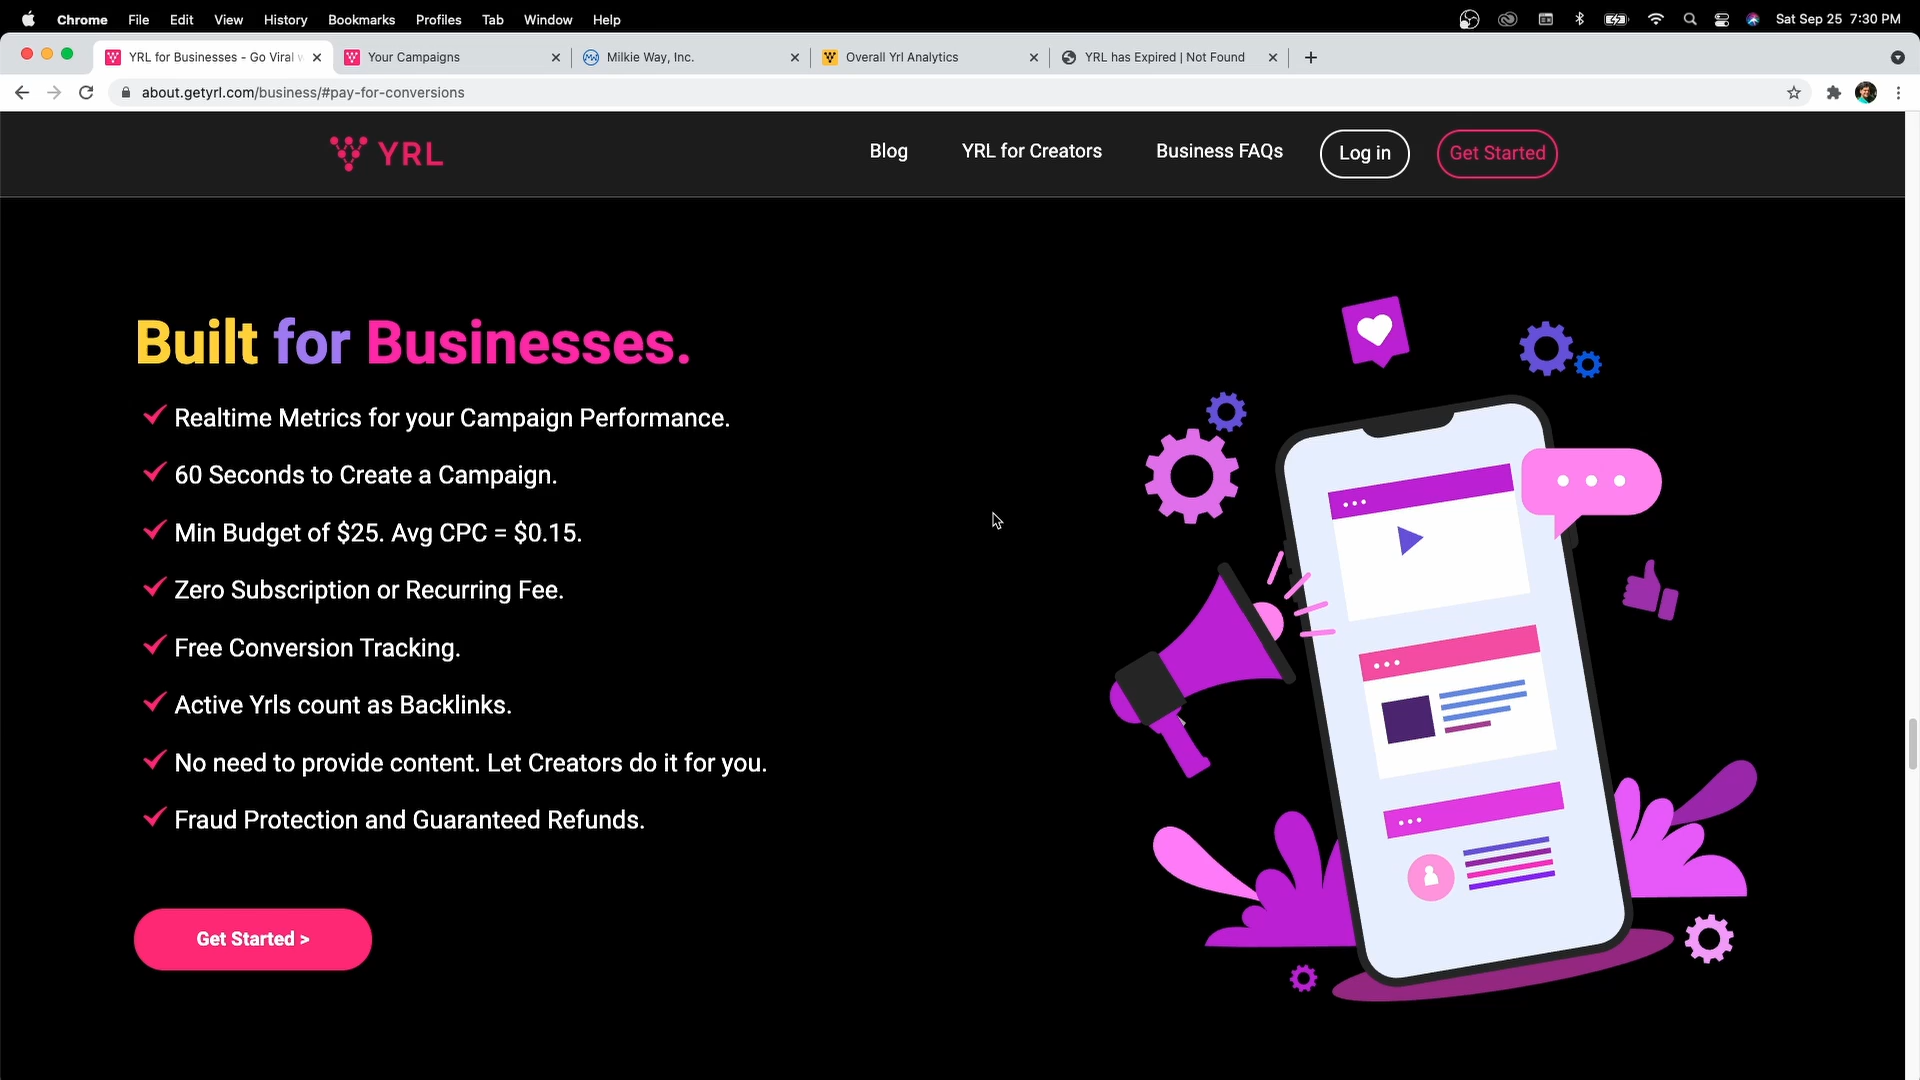 Chrome File Edit View History Bookmarks Profiles Tab Window Help Sat Sep 25 7:30 PM
YRL for Businesses - Go Viral Your Campaigns Milkie Way, Inc. Overall Yrl Analytics YRL has Expired | Not Found
about.getyrl.com/business/#pay-for-conversions
YRL Blog YRL for Creators Business FAQs Log in Get Started
Built for Businesses.
Realtime Metrics for your Campaign Performance.
60 Seconds to Create a Campaign.
Min Budget of $25. Avg CPC = $0.15.
Zero Subscription or Recurring Fee.
Free Conversion Tracking.
Active Yrls count as Backlinks.
No need to provide content. Let Creators do it for you.
Fraud Protection and Guaranteed Refunds.
Get Started >